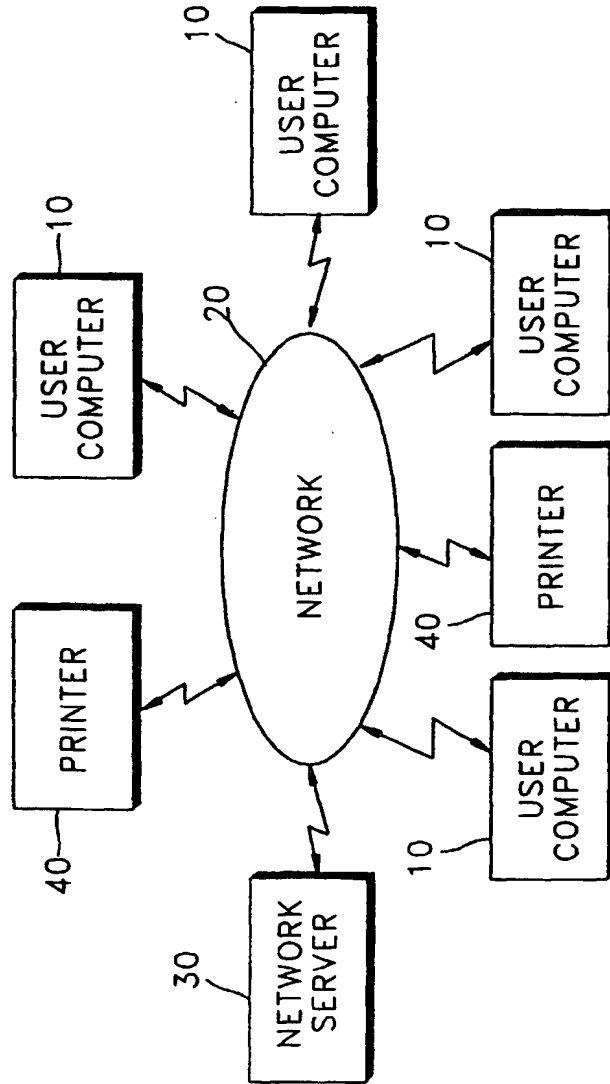 40
PRINTER
10
USER
COMPUTER
30
NETWORK
SERVER
20
NETWORK
10
USER
COMPUTER
10
USER
COMPUTER
40
PRINTER
10
USER
COMPUTER